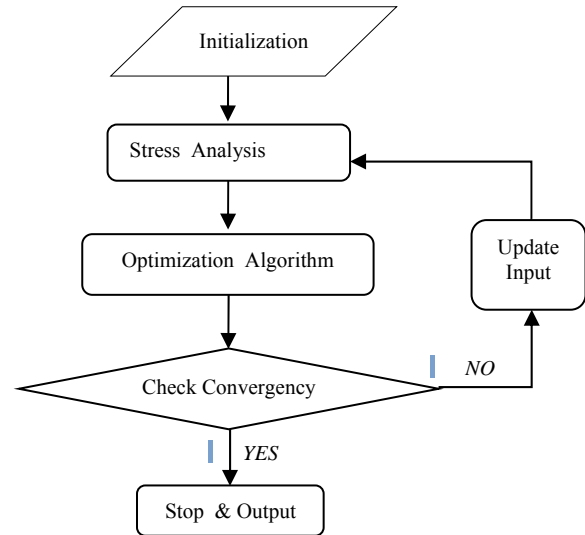 Initialization
Stress Analysis
Optimization Algorithm
Update
Input
Check Convergency
NO
YES
Stop & Output